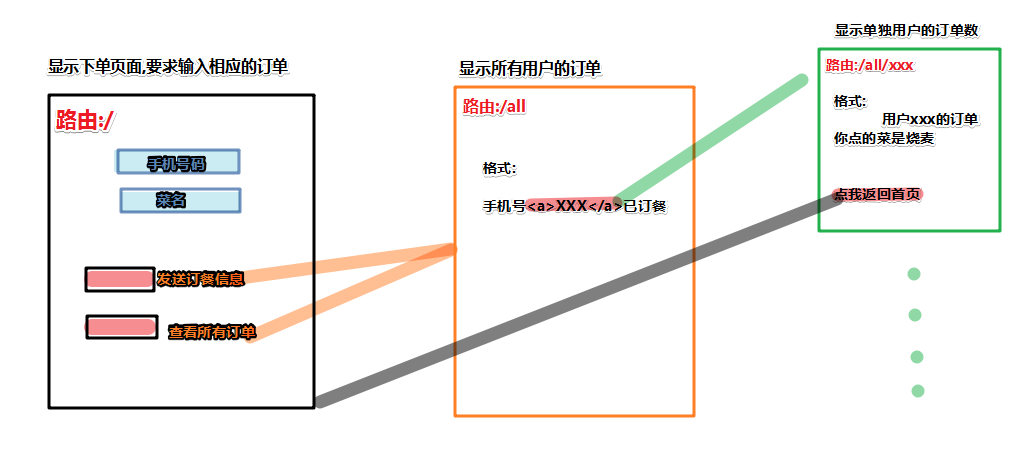 显示下单页面,要求输入相应的订单
路由:/
手机号码
菜名
发送订餐信息
查看所有订单
显示所有用户的订单
路由:/all
格式:
手机号<a>XXX</a>已订餐
显示单独用户的订单数
路由:/all/xxx
格式:
用户xxx的订单
你点的菜是烧麦
点我返回首页